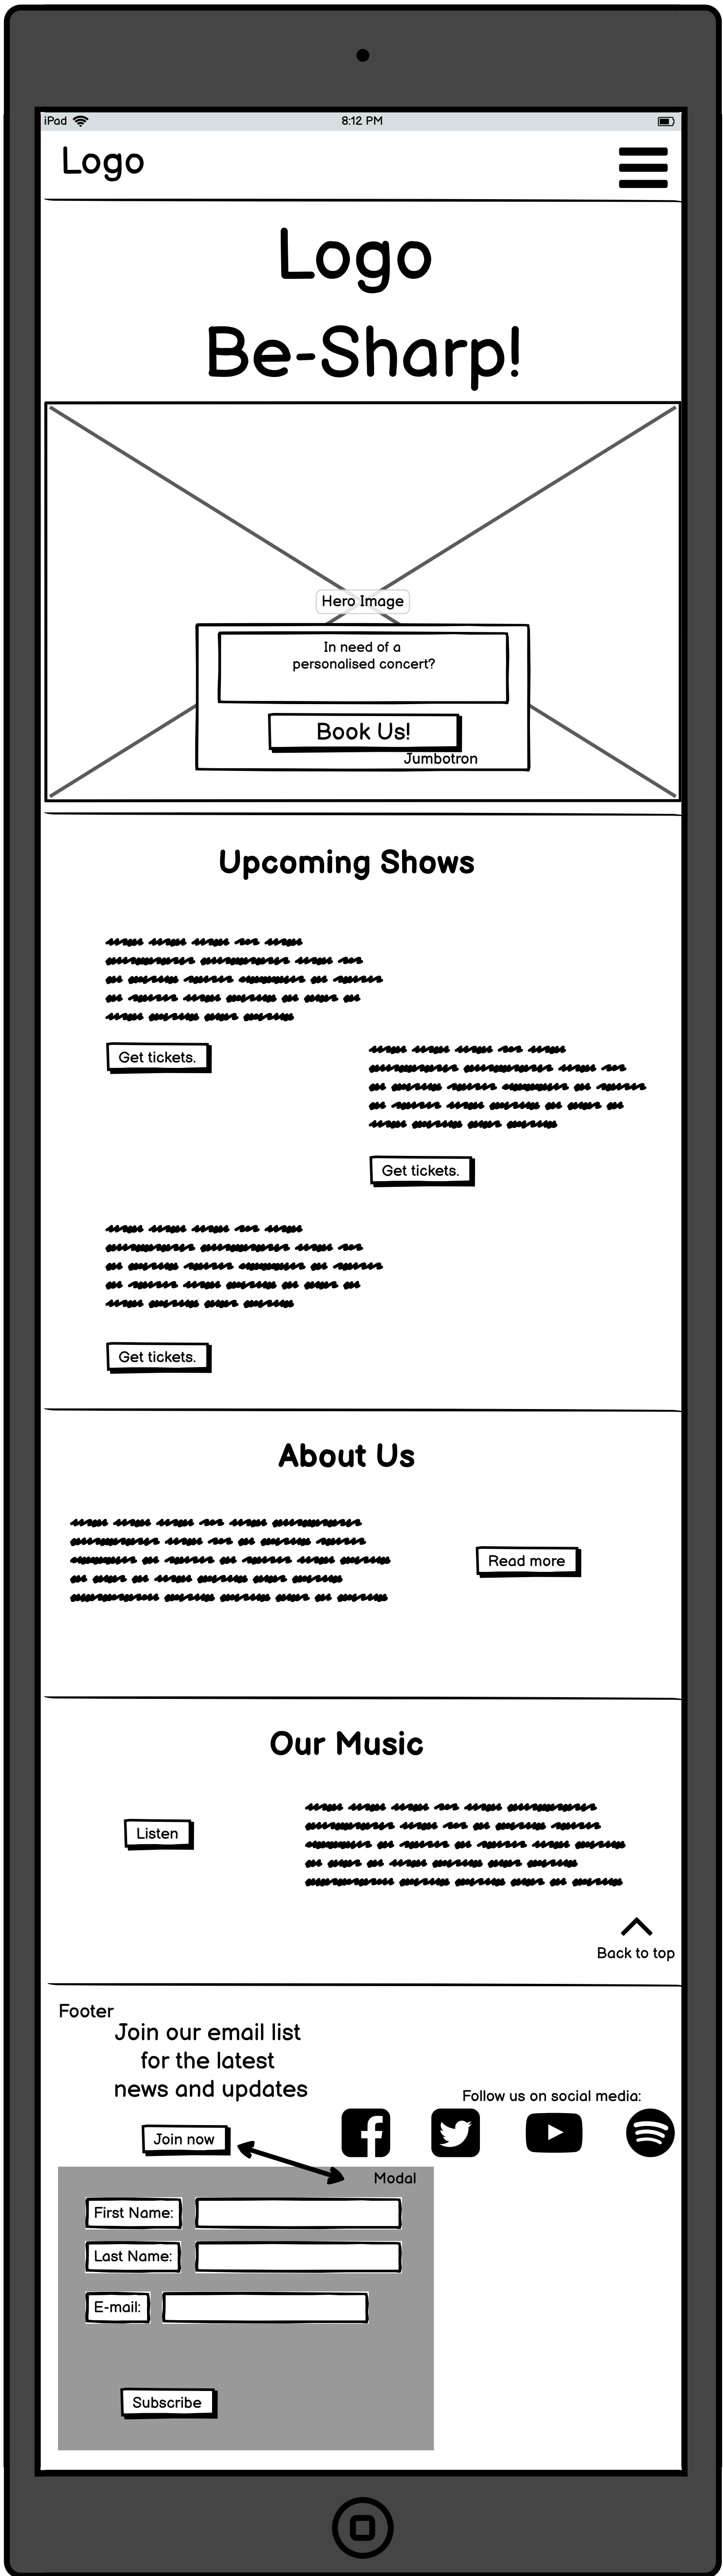 iPad 8:12 PM
Logo
Logo
Be-Sharp!
Hero Image
In need of a
personalised concert?
Book Us!
Jumbotron
Upcoming Shows
Get tickets.
Get tickets.
Get tickets.
About Us
Read more
Our Music
Listen
Back to top
Footer
Join our email list
for the latest
news and updates
Follow us on social media:
Join now
Modal
First Name:
Last Name:
E-mail:
Subscribe